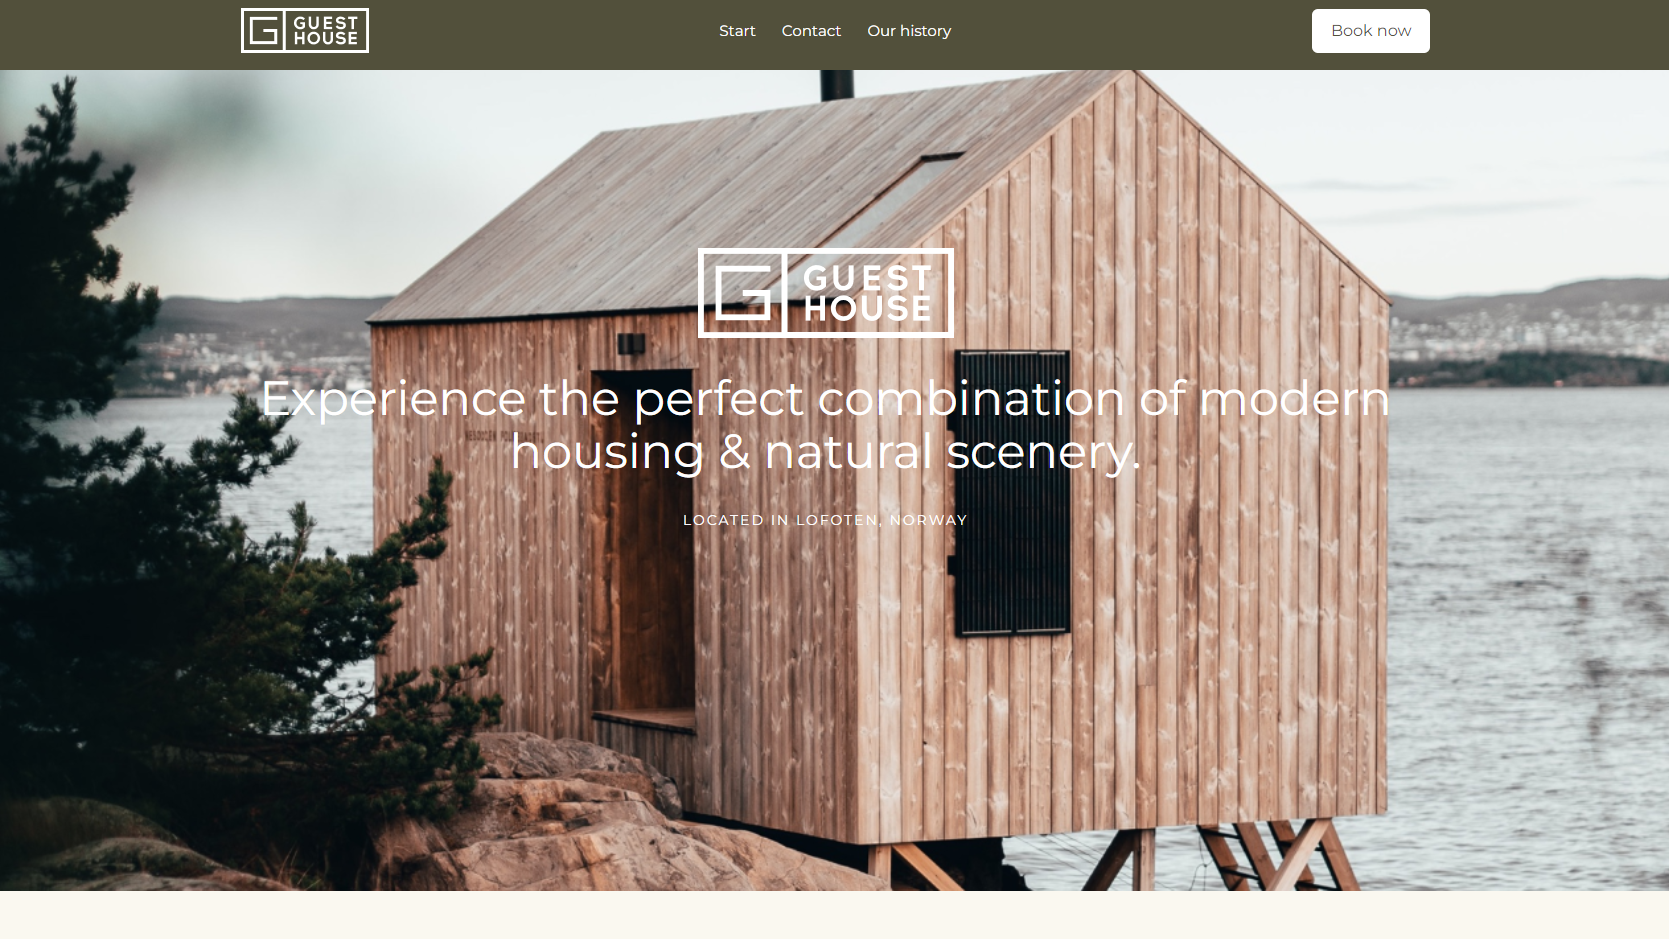 GUEST
HOUSE
Start
Contact
Our history
Book now
GUEST
HOUSE
Experience the perfect combination of modern
housing & natural scenery.
LOCATED IN LOFOTEN, NORWAY